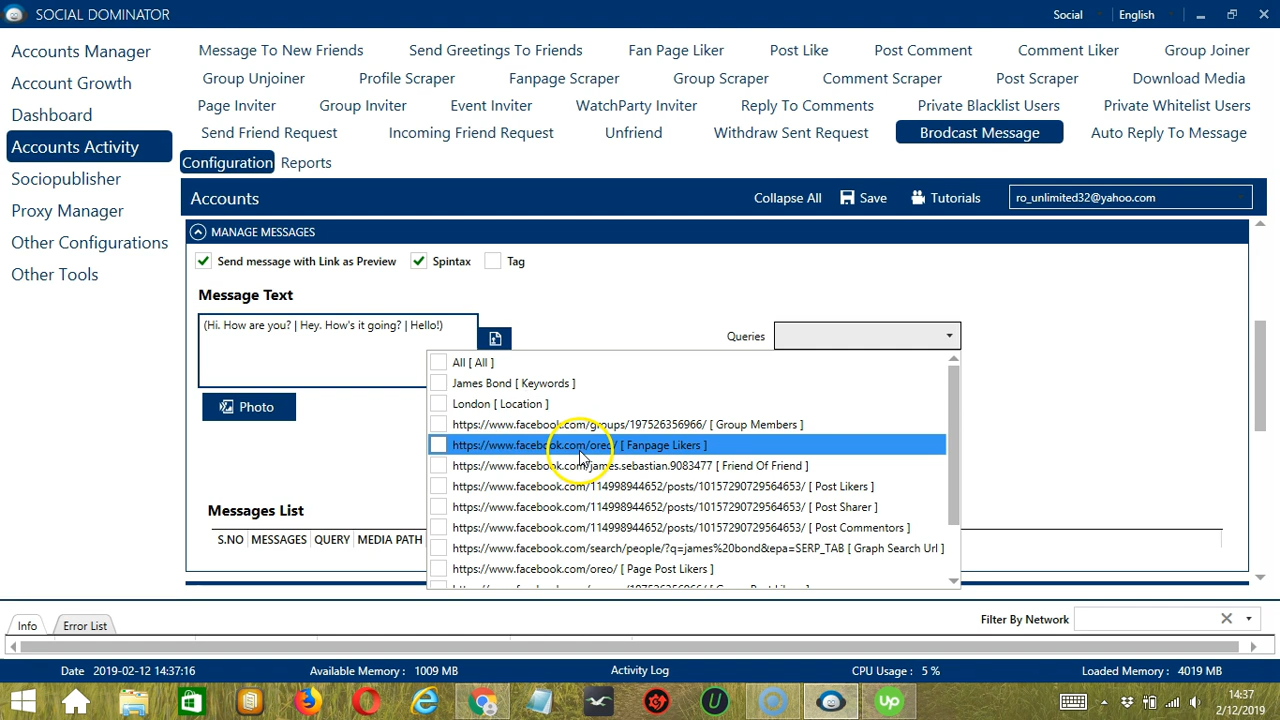 SOCIAL DOMINATOR
Social English
Accounts Manager
Account Growth
Dashboard
Accounts Activity
Sociopublisher
Proxy Manager
Other Configurations
Other Tools
Message To New Friends Send Greetings To Friends Fan Page Liker Post Like Post Comment Comment Liker Group Joiner
Group Unjoiner Profile Scraper Fanpage Scraper Group Scraper Comment Scraper Post Scraper Download Media
Page Inviter Group Inviter Event Inviter WatchParty Inviter Reply To Comments Private Blacklist Users Private Whitelist Users
Send Friend Request Incoming Friend Request Unfriend Withdraw Sent Request Brodcast Message Auto Reply To Message
Configuration Reports
Accounts Collapse All Save Tutorials ro_unlimited32@yahoo.com
MANAGE MESSAGES
Send message with Link as Preview Spintax Tag
Message Text
(Hi. How are you? | Hey. How's it going? | Hello!)
Queries
All [ All ]
James Bond [ Keywords ]
London [ Location ]
https://www.facebook.com/groups/197526356966/ [ Group Members ]
https://www.facebook.com/oreo/ [ Fanpage Likers ]
https://www.facebook.com/james.sebastian.9083477 [ Friend Of Friend ]
https://www.facebook.com/114998944652/posts/10157290729564653/ [ Post Likers ]
https://www.facebook.com/114998944652/posts/10157290729564653/ [ Post Sharer ]
https://www.facebook.com/114998944652/posts/10157290729564653/ [ Post Commentors ]
https://www.facebook.com/search/people/?q=james%20bond&epa=SERP_TAB [ Graph Search Url ]
https://www.facebook.com/oreo/ [ Page Post Likers ]
Photo
Messages List
S.NO MESSAGES QUERY MEDIA PATH
Info Error List Filter By Network
Date 2019-02-12 14:37:16 Available Memory : 1009 MB Activity Log CPU Usage : 5 % Loaded Memory : 4019 MB
Up
14:37
2/12/2019